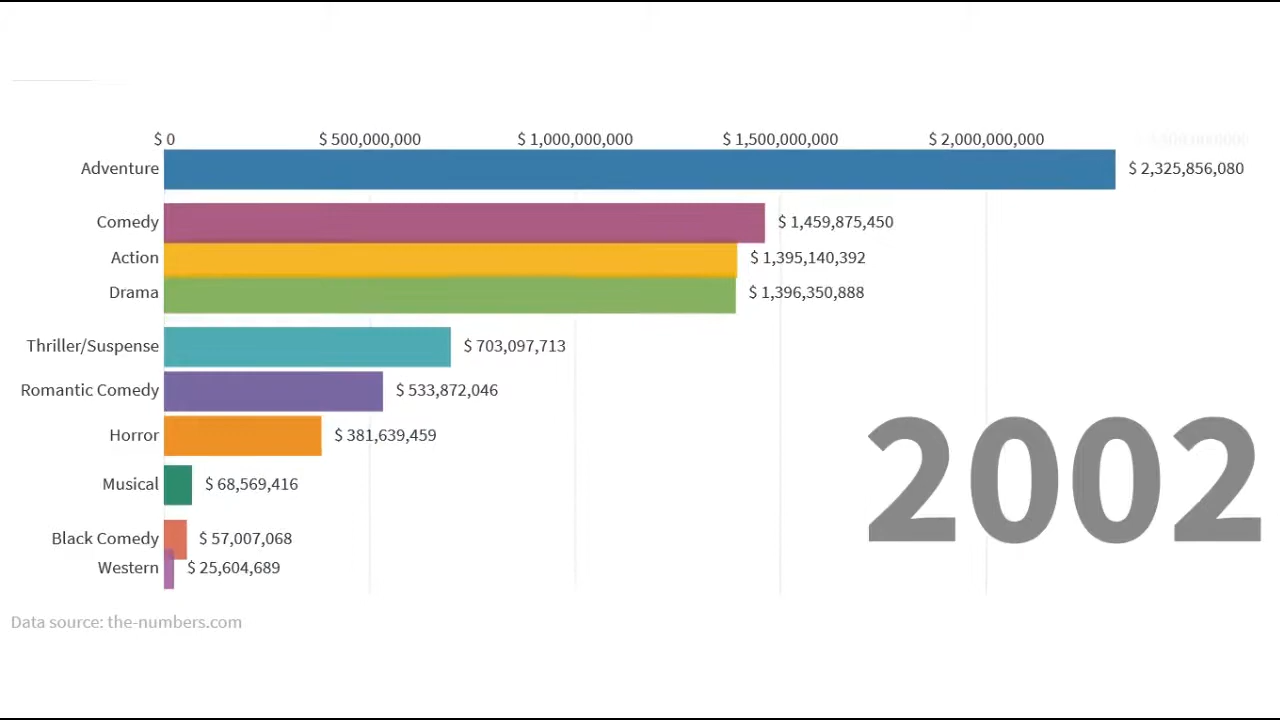 $ 0 $ 500,000,000 $ 1,000,000,000 $ 1,500,000,000 $ 2,000,000,000
Adventure $ 2,325,856,080
Comedy $ 1,459,875,450
Action $ 1,395,140,392
Drama $ 1,396,350,888
Thriller/Suspense $ 703,097,713
Romantic Comedy $ 533,872,046
Horror $ 381,639,459
Musical $ 68,569,416
Black Comedy $ 57,007,068
Western $ 25,604,689
2002
Data source: the-numbers.com